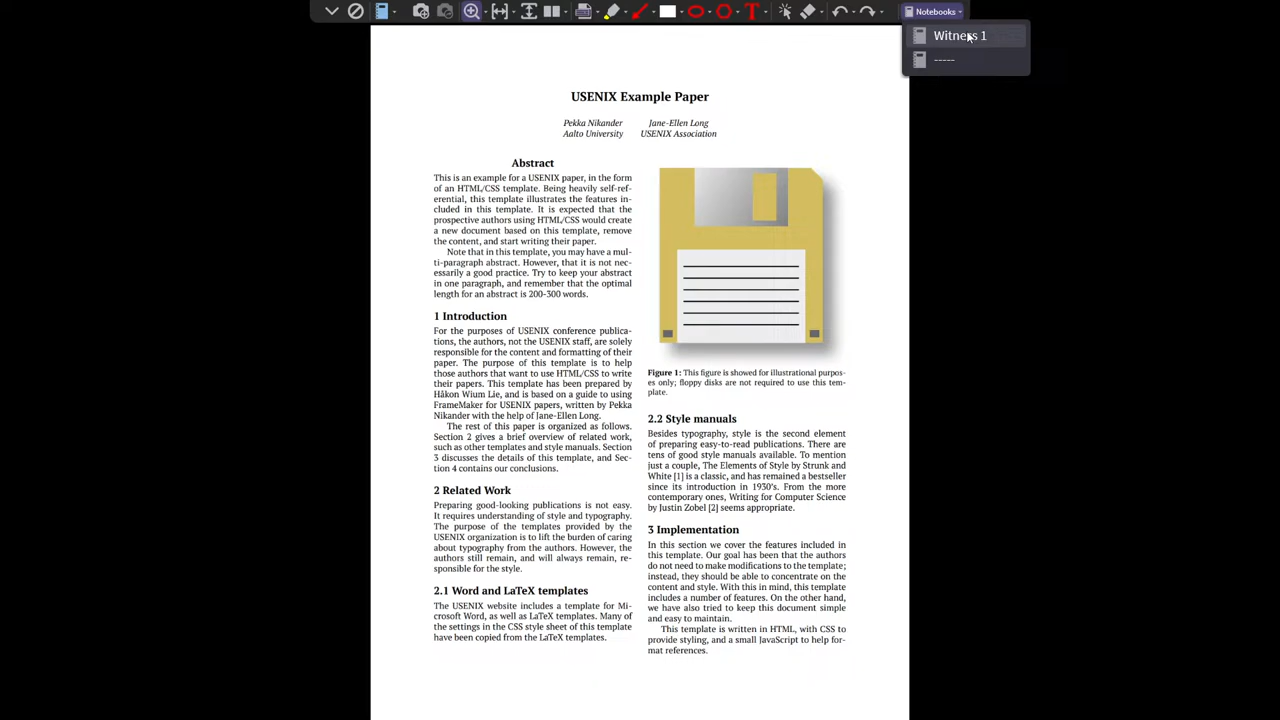 Notebooks
Witness 1
-----
USENIX Example Paper
Pekka Nikander
Aalto University
Jane-Ellen Long
USENIX Association
Abstract
This is an example for a USENIX paper, in the form
of an HTML/CSS template. Being heavily self-ref-
erential, this template illustrates the features in-
cluded in this template. It is expected that the
prospective authors using HTML/CSS would create
a new document based on this template, remove
the content, and start writing their paper.
Note that in this template, you may have a mul-
ti-paragraph abstract. However, that it is not nec-
essarily a good practice. Try to keep your abstract
in one paragraph, and remember that the optimal
length for an abstract is 200-300 words.
1 Introduction
For the purposes of USENIX conference publica-
tions, the authors, not the USENIX staff, are solely
responsible for the content and formatting of their
paper. The purpose of this template is to help
those authors that want to use HTML/CSS to write
their papers. This template has been prepared by
Håkon Wium Lie, and is based on a guide to using
FrameMaker for USENIX papers, written by Pekka
Nikander with the help of Jane-Ellen Long.
The rest of this paper is organized as follows.
Section 2 gives a brief overview of related work,
such as other templates and style manuals. Section
3 discusses the details of this template, and Sec-
tion 4 contains our conclusions.
2 Related Work
Preparing good-looking publications is not easy.
It requires understanding of style and typography.
The purpose of the templates provided by the
USENIX organization is to lift the burden of caring
about typography from the authors. However, the
authors still remain, and will always remain, re-
sponsible for the style.
2.1 Word and LaTeX templates
The USENIX website includes a template for Mi-
crosoft Word, as well as LaTeX templates. Many of
the settings in the CSS style sheet of this template
have been copied from the LaTeX templates.
Figure 1: This figure is showed for illustrational purpos-
es only; floppy disks are not required to use this tem-
plate.
2.2 Style manuals
Besides typography, style is the second element
of preparing easy-to-read publications. There are
tens of good style manuals available. To mention
just a couple, The Elements of Style by Strunk and
White [1] is a classic, and has remained a bestseller
since its introduction in 1930's. From the more
contemporary ones, Writing for Computer Science
by Justin Zobel [2] seems appropriate.
3 Implementation
In this section we cover the features included in
this template. Our goal has been that the authors
do not need to make modifications to the template;
instead, they should be able to concentrate on the
content and style. With this in mind, this template
includes a number of features. On the other hand,
we have also tried to keep this document simple
and easy to maintain.
This template is written in HTML, with CSS to
provide styling, and a small JavaScript to help for-
mat references.